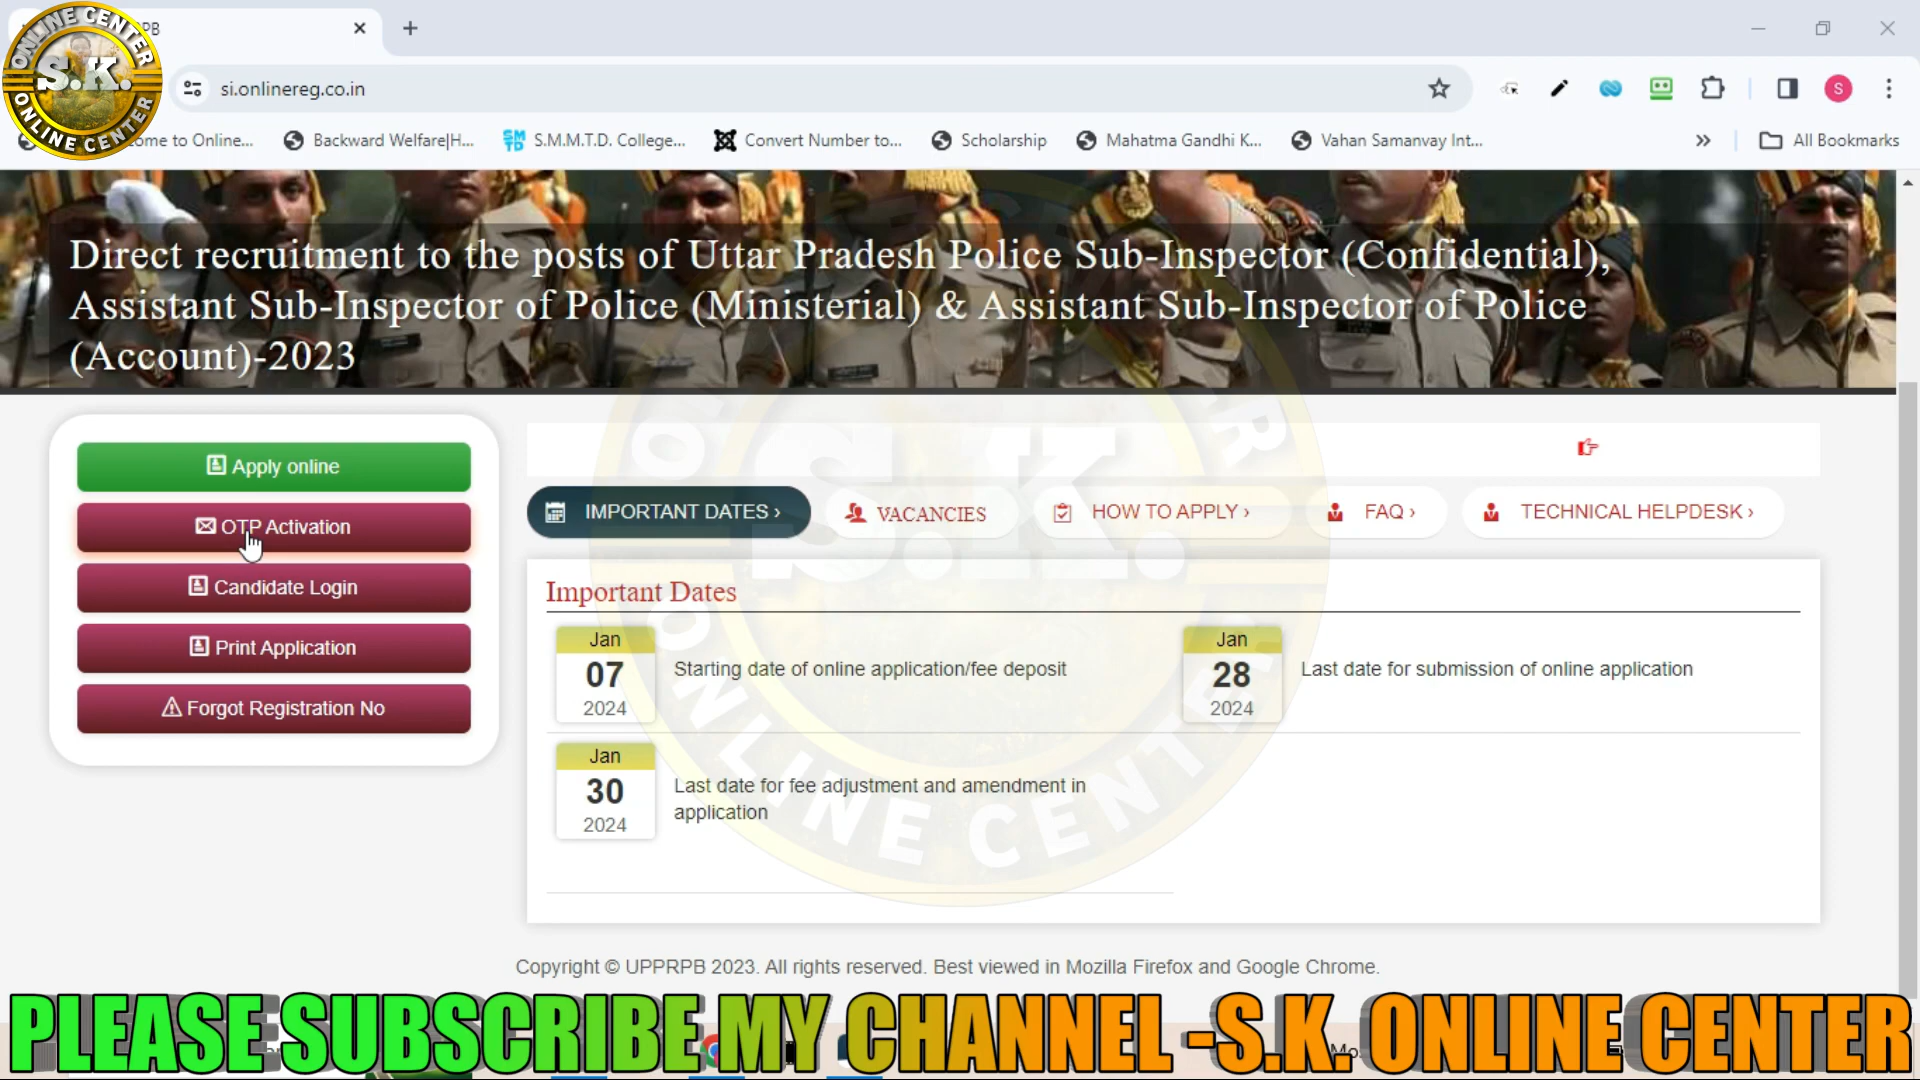 ONLINE CENTER
S.K.
ONLINE CENTER
PB
si.onlinereg.co.in
S
ome to Online...
Backward Welfare|H...
S.M.M.T.D. College...
Convert Number to...
Scholarship
Mahatma Gandhi K...
Vahan Samanvay Int...
All Bookmarks
Direct recruitment to the posts of Uttar Pradesh Police Sub-Inspector (Confidential),
Assistant Sub-Inspector of Police (Ministerial) & Assistant Sub-Inspector of Police
(Account)-2023
Apply online
OTP Activation
Candidate Login
Print Application
Forgot Registration No
IMPORTANT DATES ›
VACANCIES
HOW TO APPLY ›
FAQ ›
TECHNICAL HELPDESK ›
Important Dates
Jan
07
2024
Starting date of online application/fee deposit
Jan
28
2024
Last date for submission of online application
Jan
30
2024
Last date for fee adjustment and amendment in
application
S.K.
ONLINE CENTER
Copyright © UPPRPB 2023. All rights reserved. Best viewed in Mozilla Firefox and Google Chrome.
PLEASE SUBSCRIBE MY CHANNEL -S.K. ONLINE CENTER